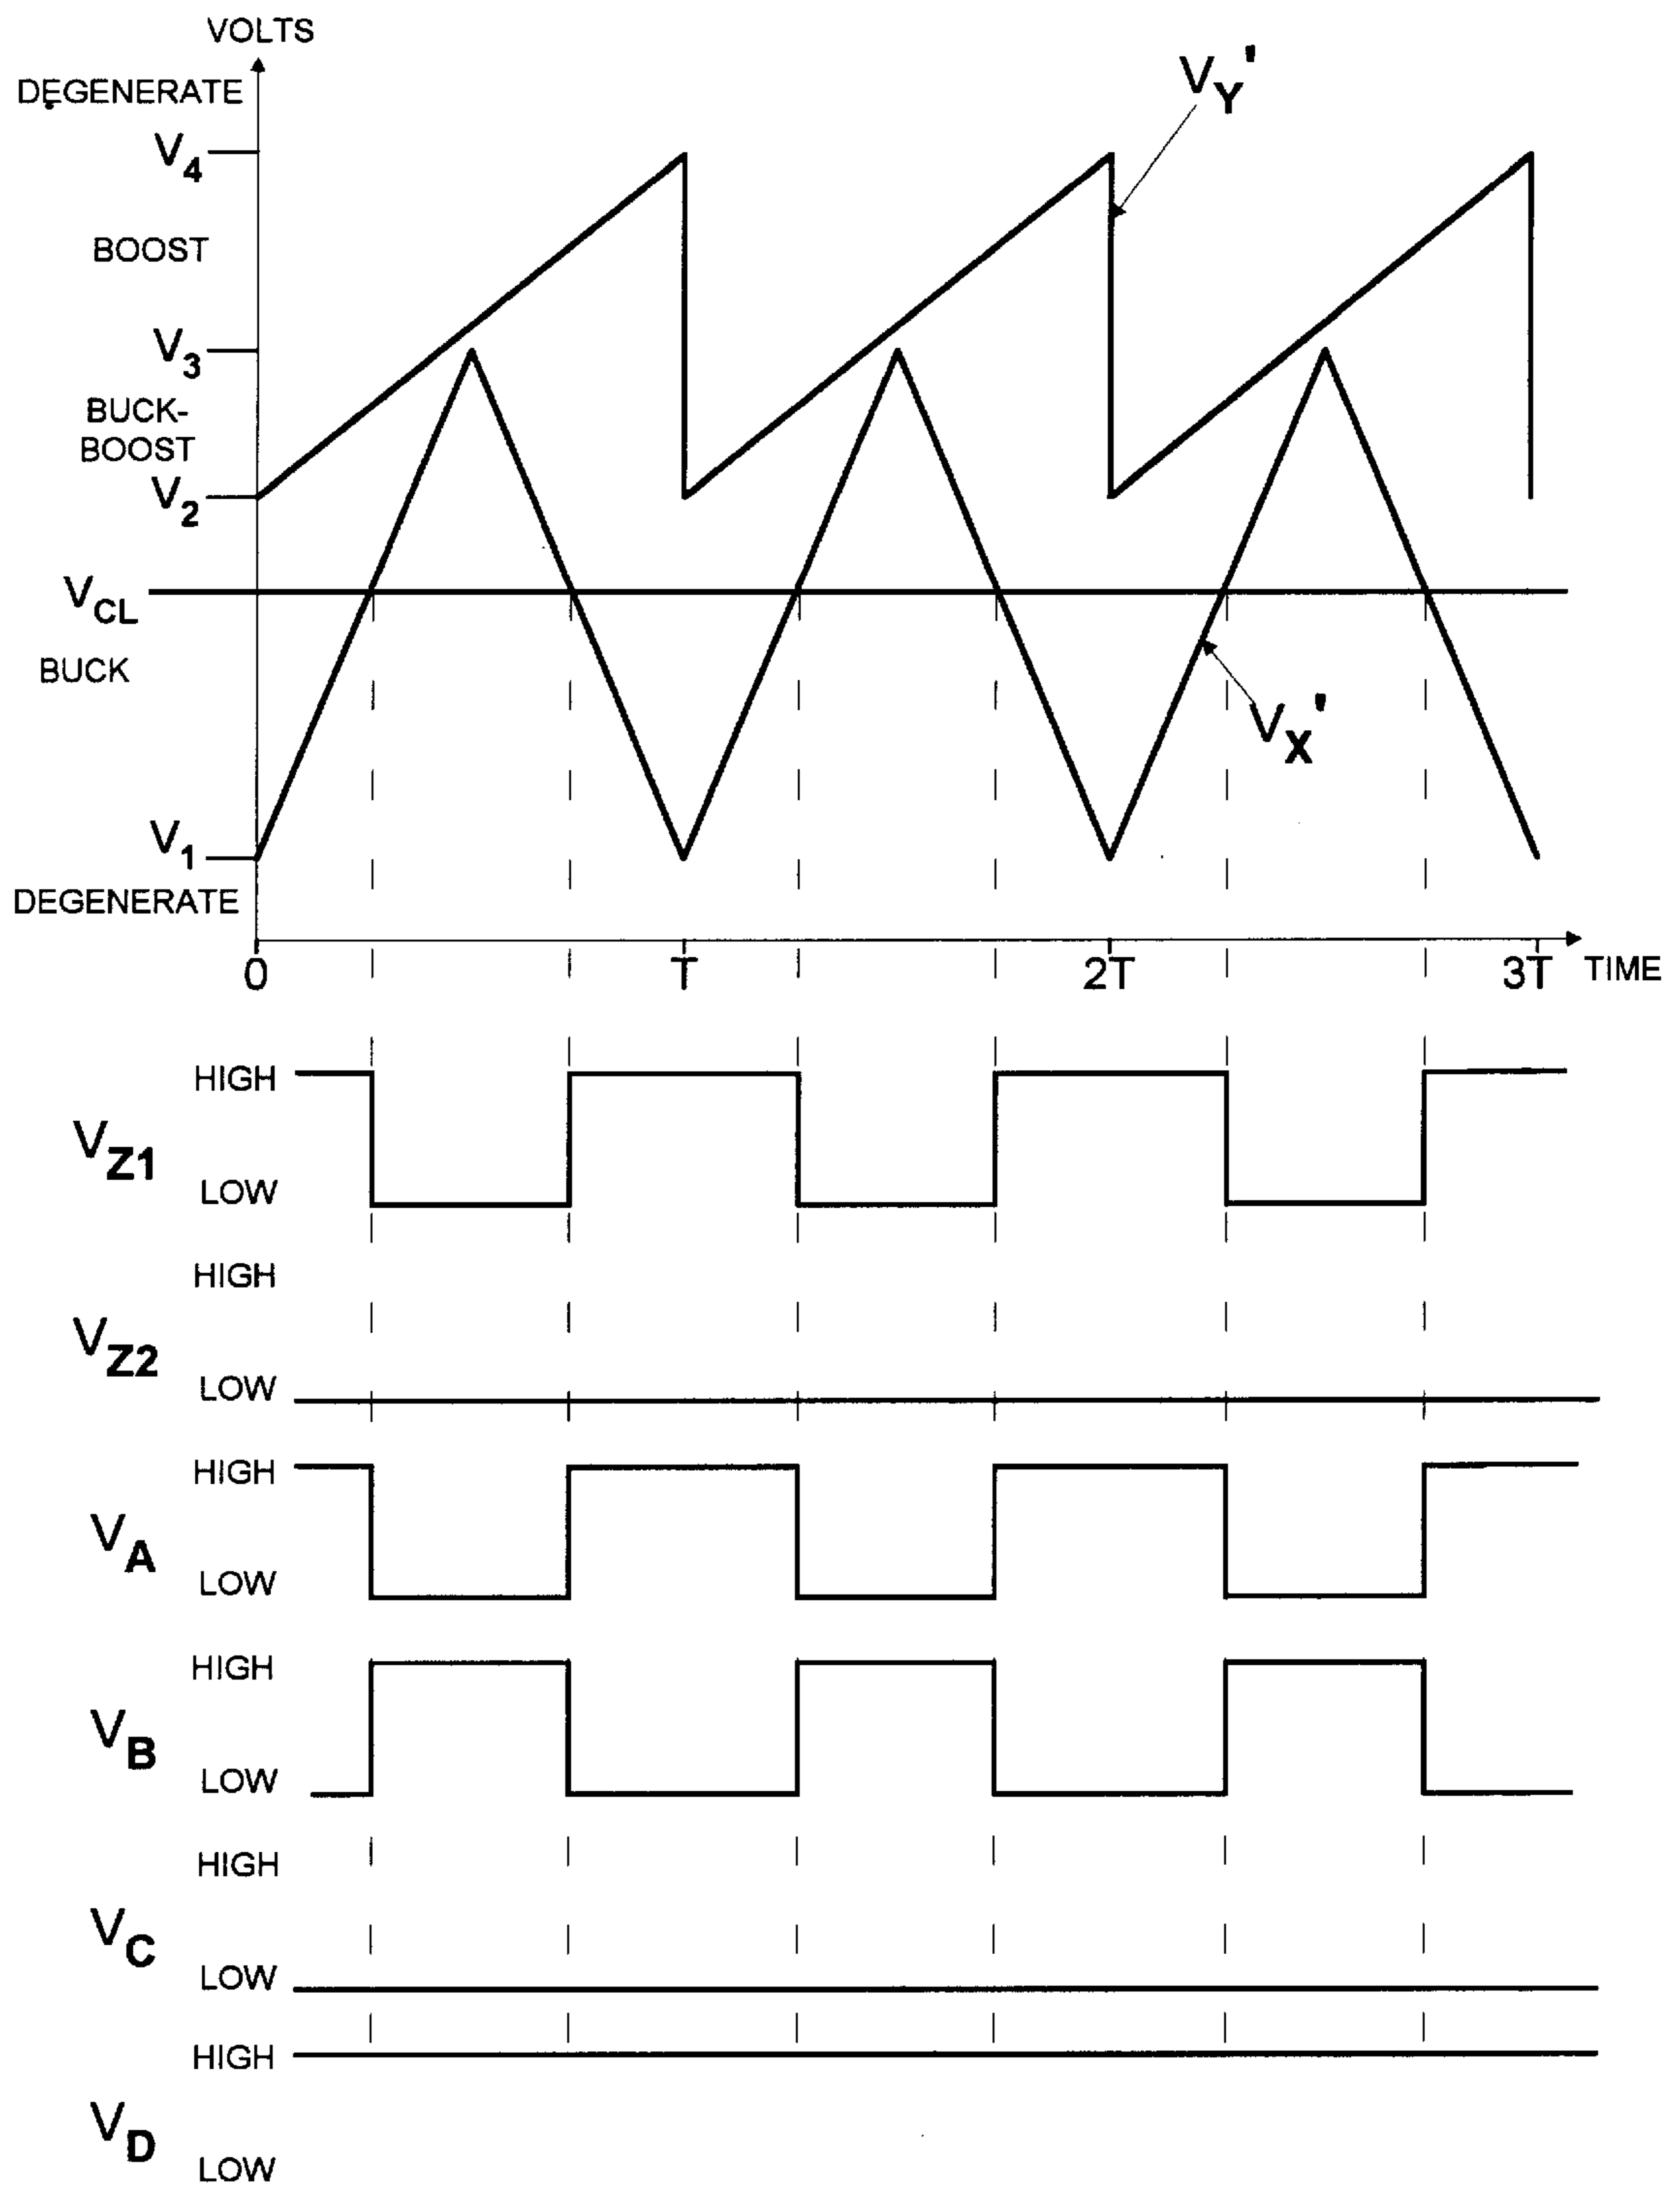 VOLTS
DEGENERATE
V4
BOOST
V3
BUCK-
BOOST
V2
VCL
BUCK
V1
DEGENERATE
VY'
VX'
0 T 2T 3T TIME
HIGH
VZ1
LOW
HIGH
VZ2
LOW
HIGH
VA
LOW
HIGH
VB
LOW
HIGH
VC
LOW
HIGH
VD
LOW